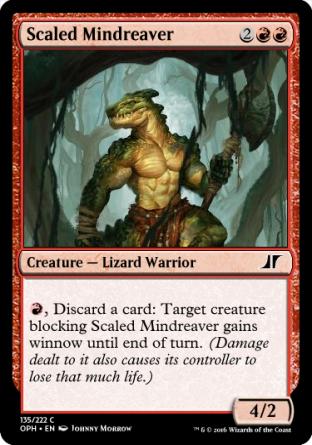 Scaled Mindreaver 2
Creature — Lizard Warrior
, Discard a card: Target creature
blocking Scaled Mindreaver gains
winnow until end of turn. (Damage
dealt to it also causes its controller to
lose that much life.)
4/2
135/222 C
OPH • EN Johnny Morrow
™ & © 2016 Wizards of the Coast